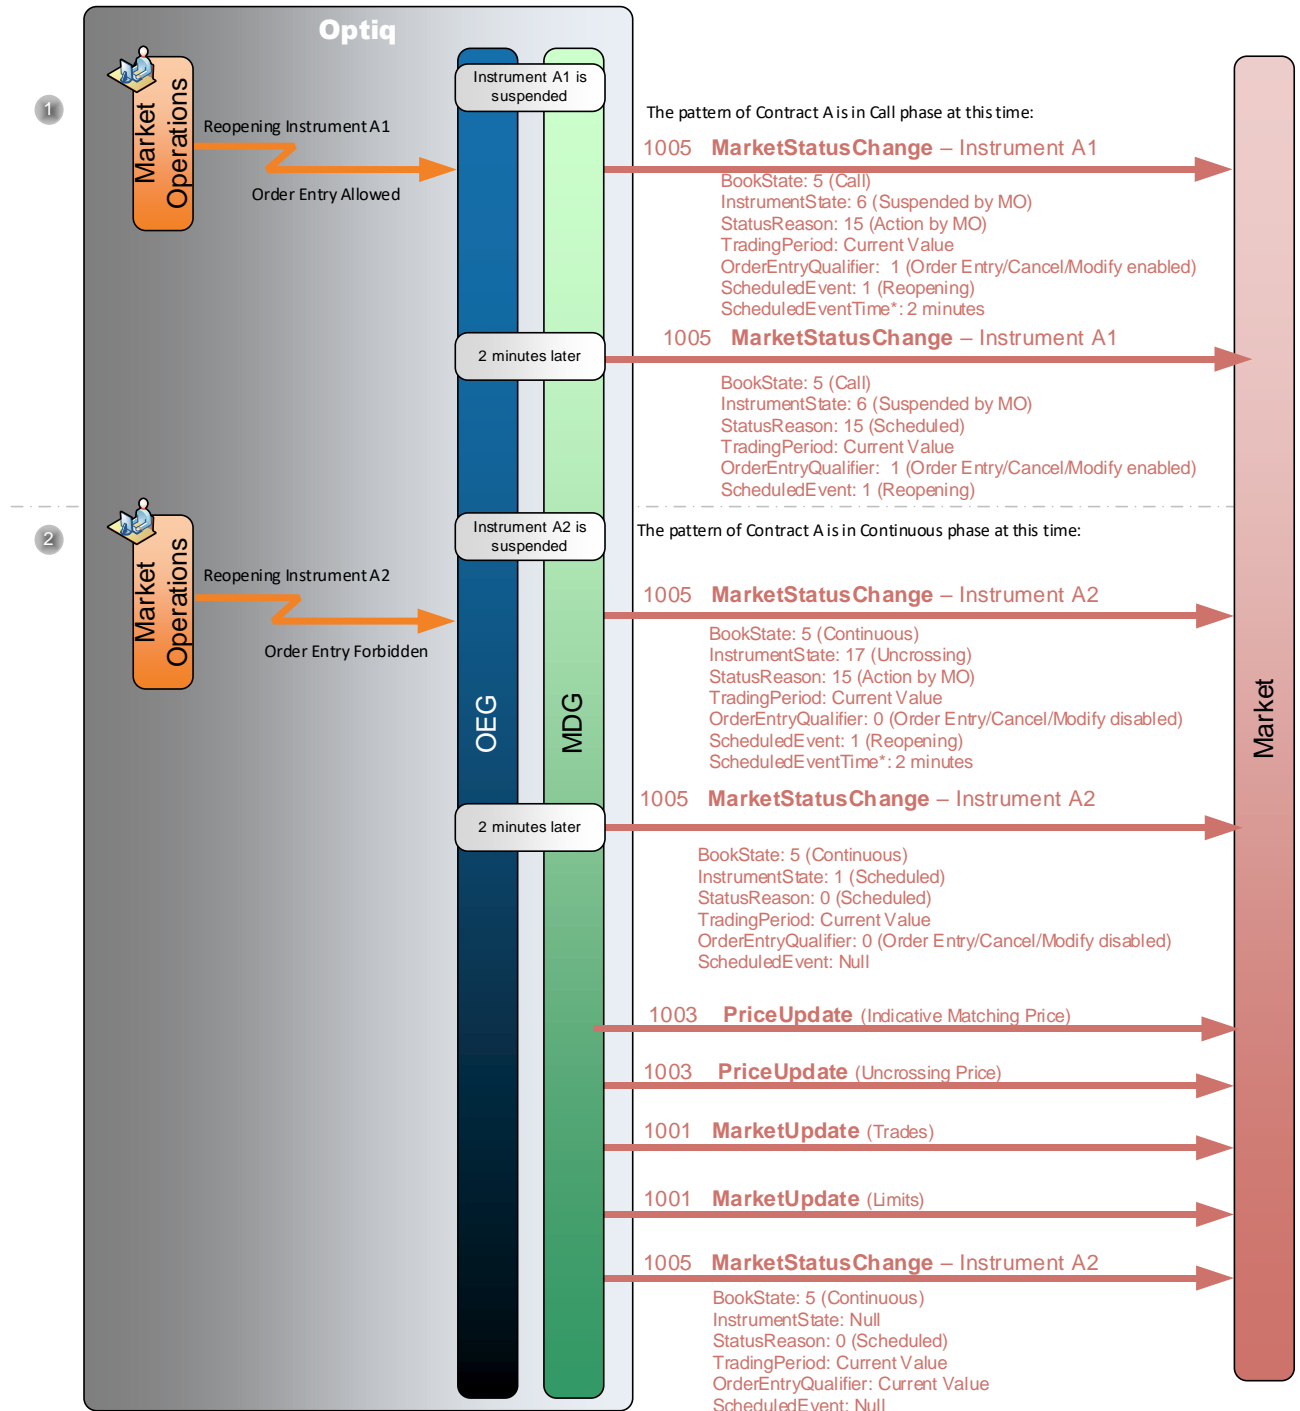 Optiq
1
Market
Operations
Reopening Instrument A1
Order Entry Allowed
Instrument A1 is
suspended
The pattern of Contract A is in Call phase at this time:
1005 MarketStatusChange – Instrument A1
BookState: 5 (Call)
InstrumentState: 6 (Suspended by MO)
StatusReason: 15 (Action by MO)
TradingPeriod: Current Value
OrderEntryQualifier: 1 (Order Entry/Cancel/Modify enabled)
ScheduledEvent: 1 (Reopening)
ScheduledEventTime*: 2 minutes
2 minutes later
1005 MarketStatusChange – Instrument A1
BookState: 5 (Call)
InstrumentState: 6 (Suspended by MO)
StatusReason: 15 (Scheduled)
TradingPeriod: Current Value
OrderEntryQualifier: 1 (Order Entry/Cancel/Modify enabled)
ScheduledEvent: 1 (Reopening)
2
Market
Operations
Reopening Instrument A2
Order Entry Forbidden
Instrument A2 is
suspended
The pattern of Contract A is in Continuous phase at this time:
1005 MarketStatusChange – Instrument A2
BookState: 5 (Continuous)
InstrumentState: 17 (Uncrossing)
StatusReason: 15 (Action by MO)
TradingPeriod: Current Value
OrderEntryQualifier: 0 (Order Entry/Cancel/Modify disabled)
ScheduledEvent: 1 (Reopening)
ScheduledEventTime*: 2 minutes
OEG
MDG
Market
2 minutes later
1005 MarketStatusChange – Instrument A2
BookState: 5 (Continuous)
InstrumentState: 1 (Scheduled)
StatusReason: 0 (Scheduled)
TradingPeriod: Current Value
OrderEntryQualifier: 0 (Order Entry/Cancel/Modify disabled)
ScheduledEvent: Null
1003 PriceUpdate (Indicative Matching Price)
1003 PriceUpdate (Uncrossing Price)
1001 MarketUpdate (Trades)
1001 MarketUpdate (Limits)
1005 MarketStatusChange – Instrument A2
BookState: 5 (Continuous)
InstrumentState: Null
StatusReason: 0 (Scheduled)
TradingPeriod: Current Value
OrderEntryQualifier: Current Value
ScheduledEvent: Null